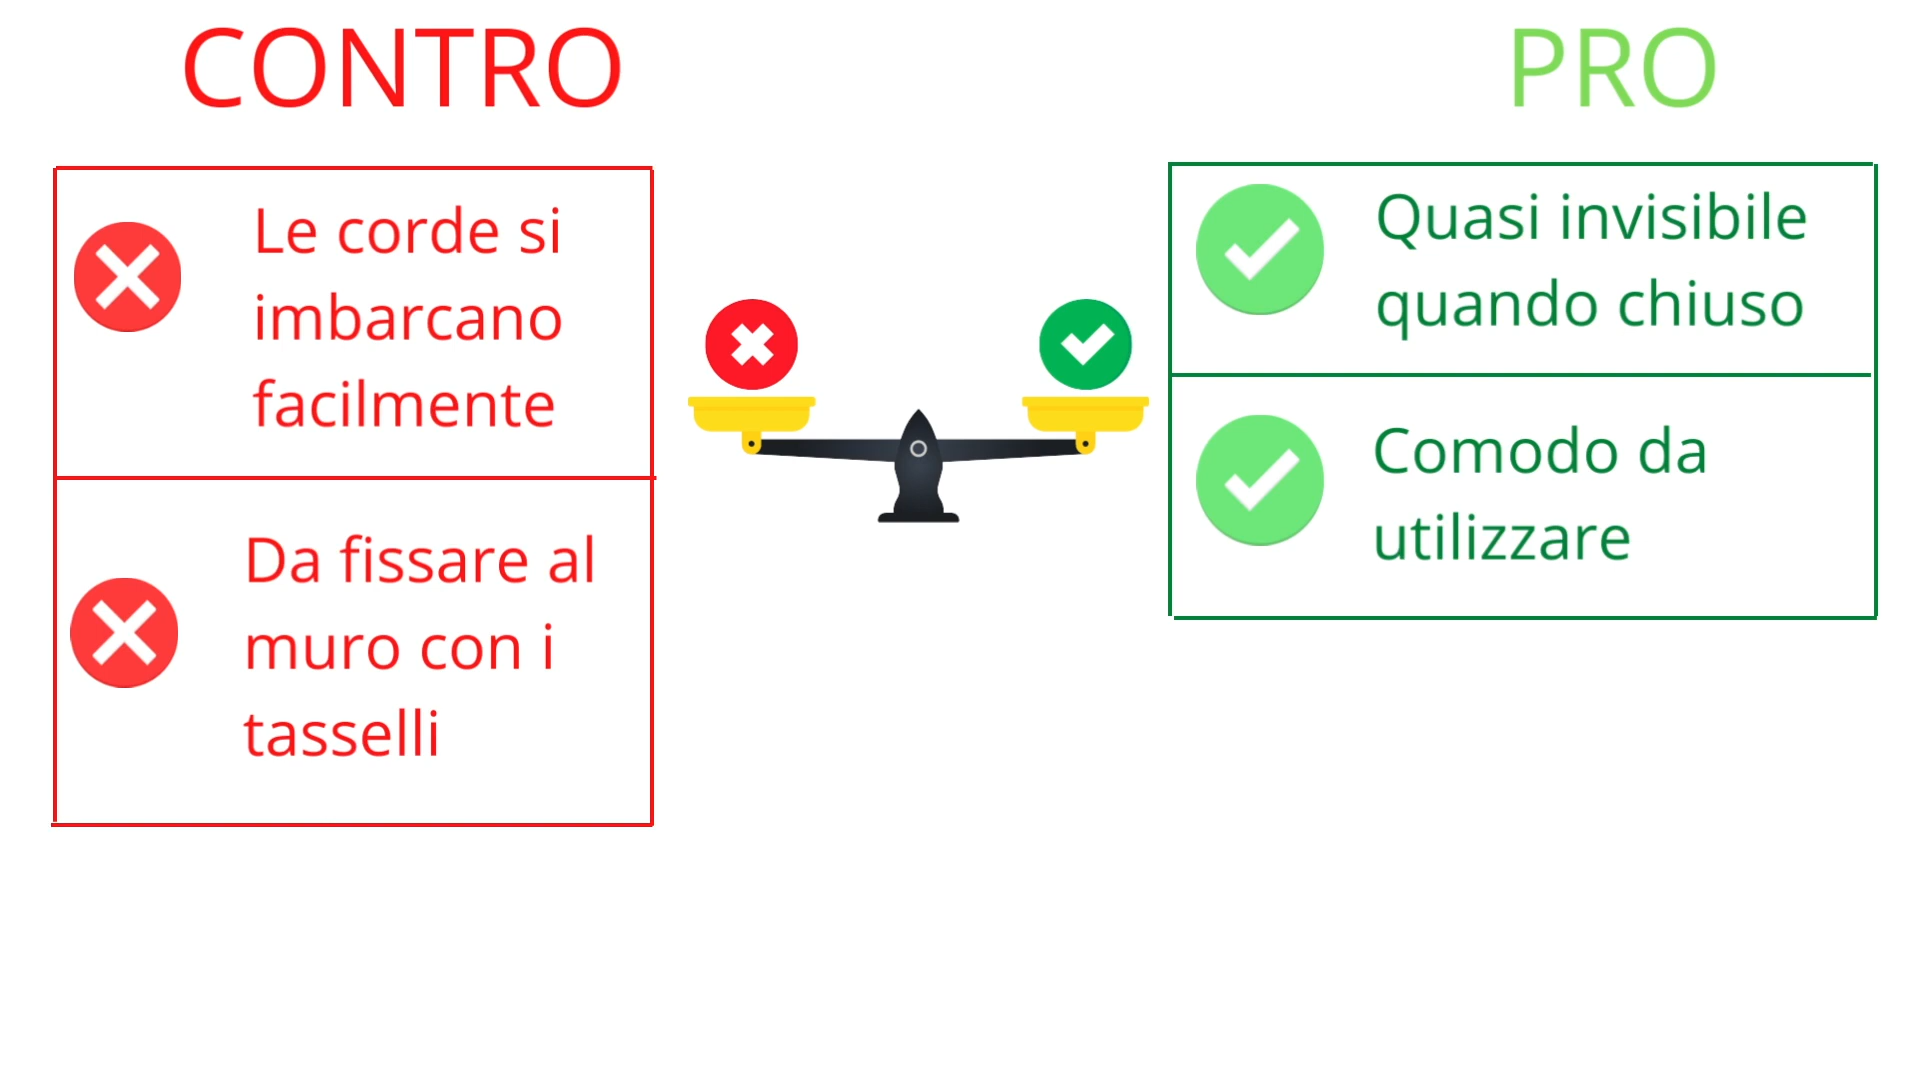 CONTRO
Le corde si
imbarcano
facilmente
Da fissare al
muro con i
tasselli
PRO
Quasi invisibile
quando chiuso
Comodo da
utilizzare